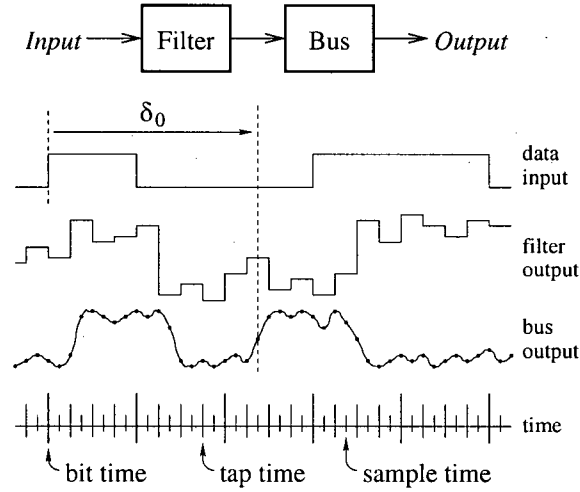 Input Filter Bus Output
δ₀
data
input
filter
output
bus
output
time
bit time tap time sample time